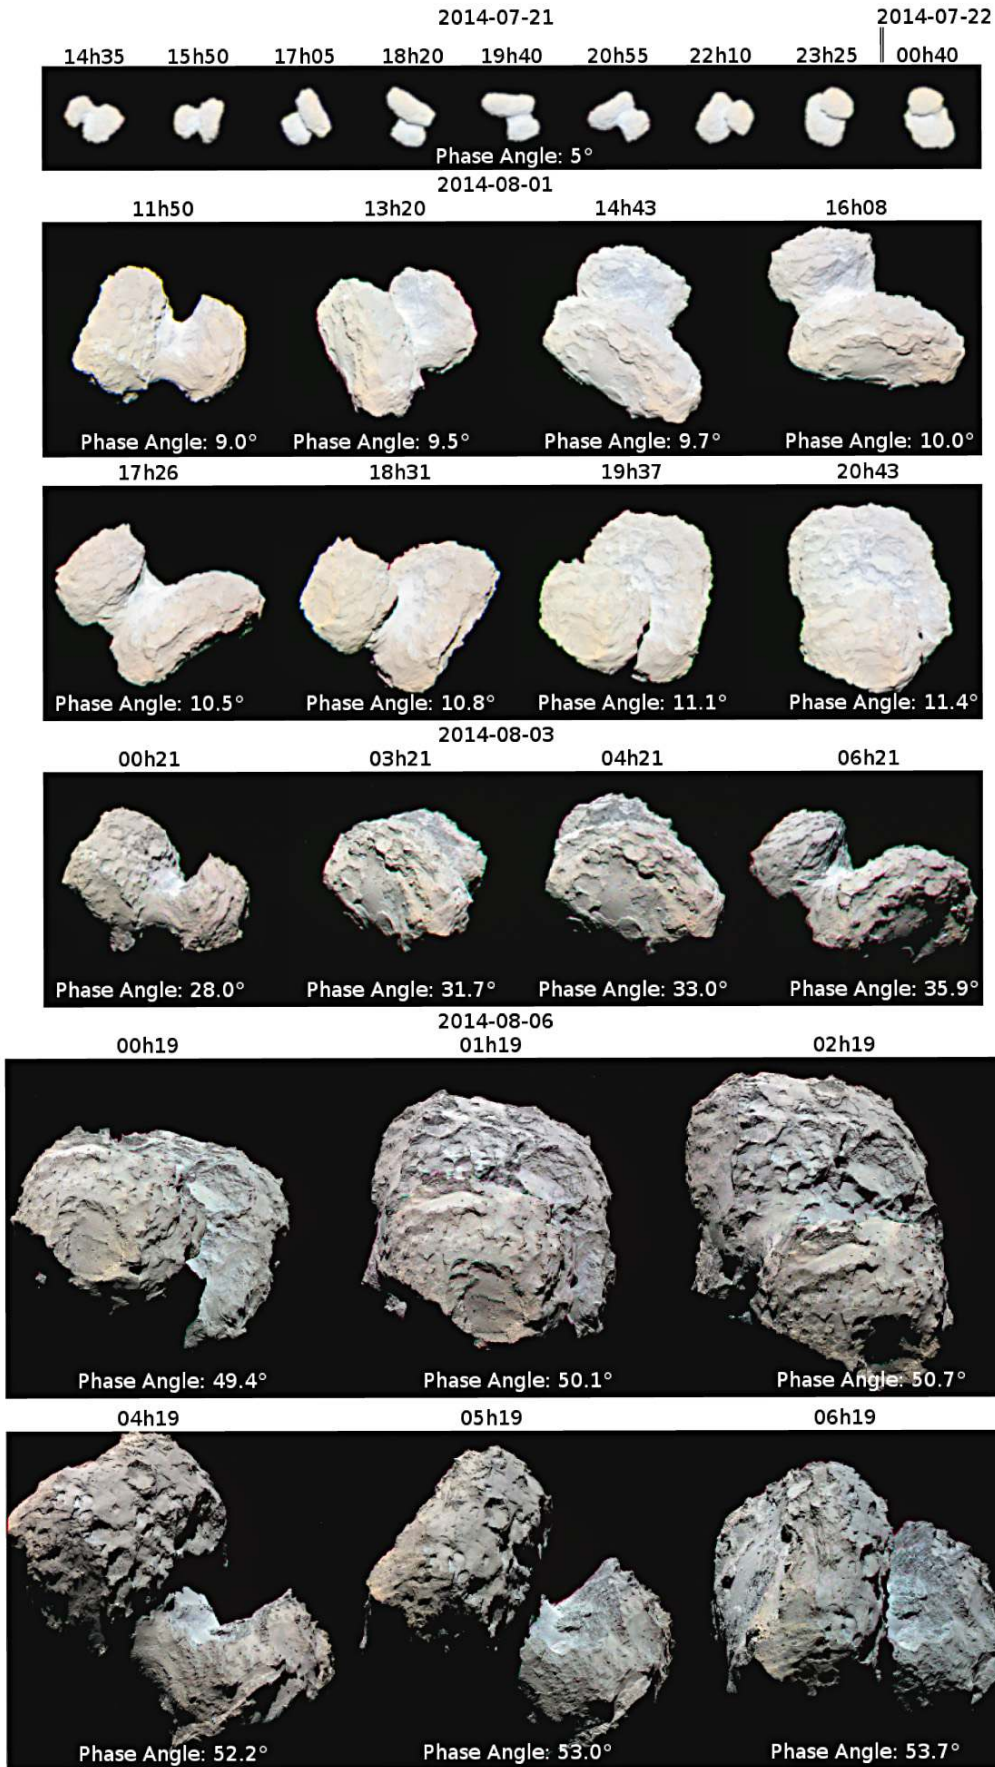 2014-07-21 2014-07-22
14h35 15h50 17h05 18h20 19h40 20h55 22h10 23h25 00h40
Phase Angle: 5°
2014-08-01
11h50 13h20 14h43 16h08
Phase Angle: 9.0° Phase Angle: 9.5° Phase Angle: 9.7° Phase Angle: 10.0°
17h26 18h31 19h37 20h43
Phase Angle: 10.5° Phase Angle: 10.8° Phase Angle: 11.1° Phase Angle: 11.4°
2014-08-03
00h21 03h21 04h21 06h21
Phase Angle: 28.0° Phase Angle: 31.7° Phase Angle: 33.0° Phase Angle: 35.9°
2014-08-06
00h19 01h19 02h19
Phase Angle: 49.4° Phase Angle: 50.1° Phase Angle: 50.7°
04h19 05h19 06h19
Phase Angle: 52.2° Phase Angle: 53.0° Phase Angle: 53.7°